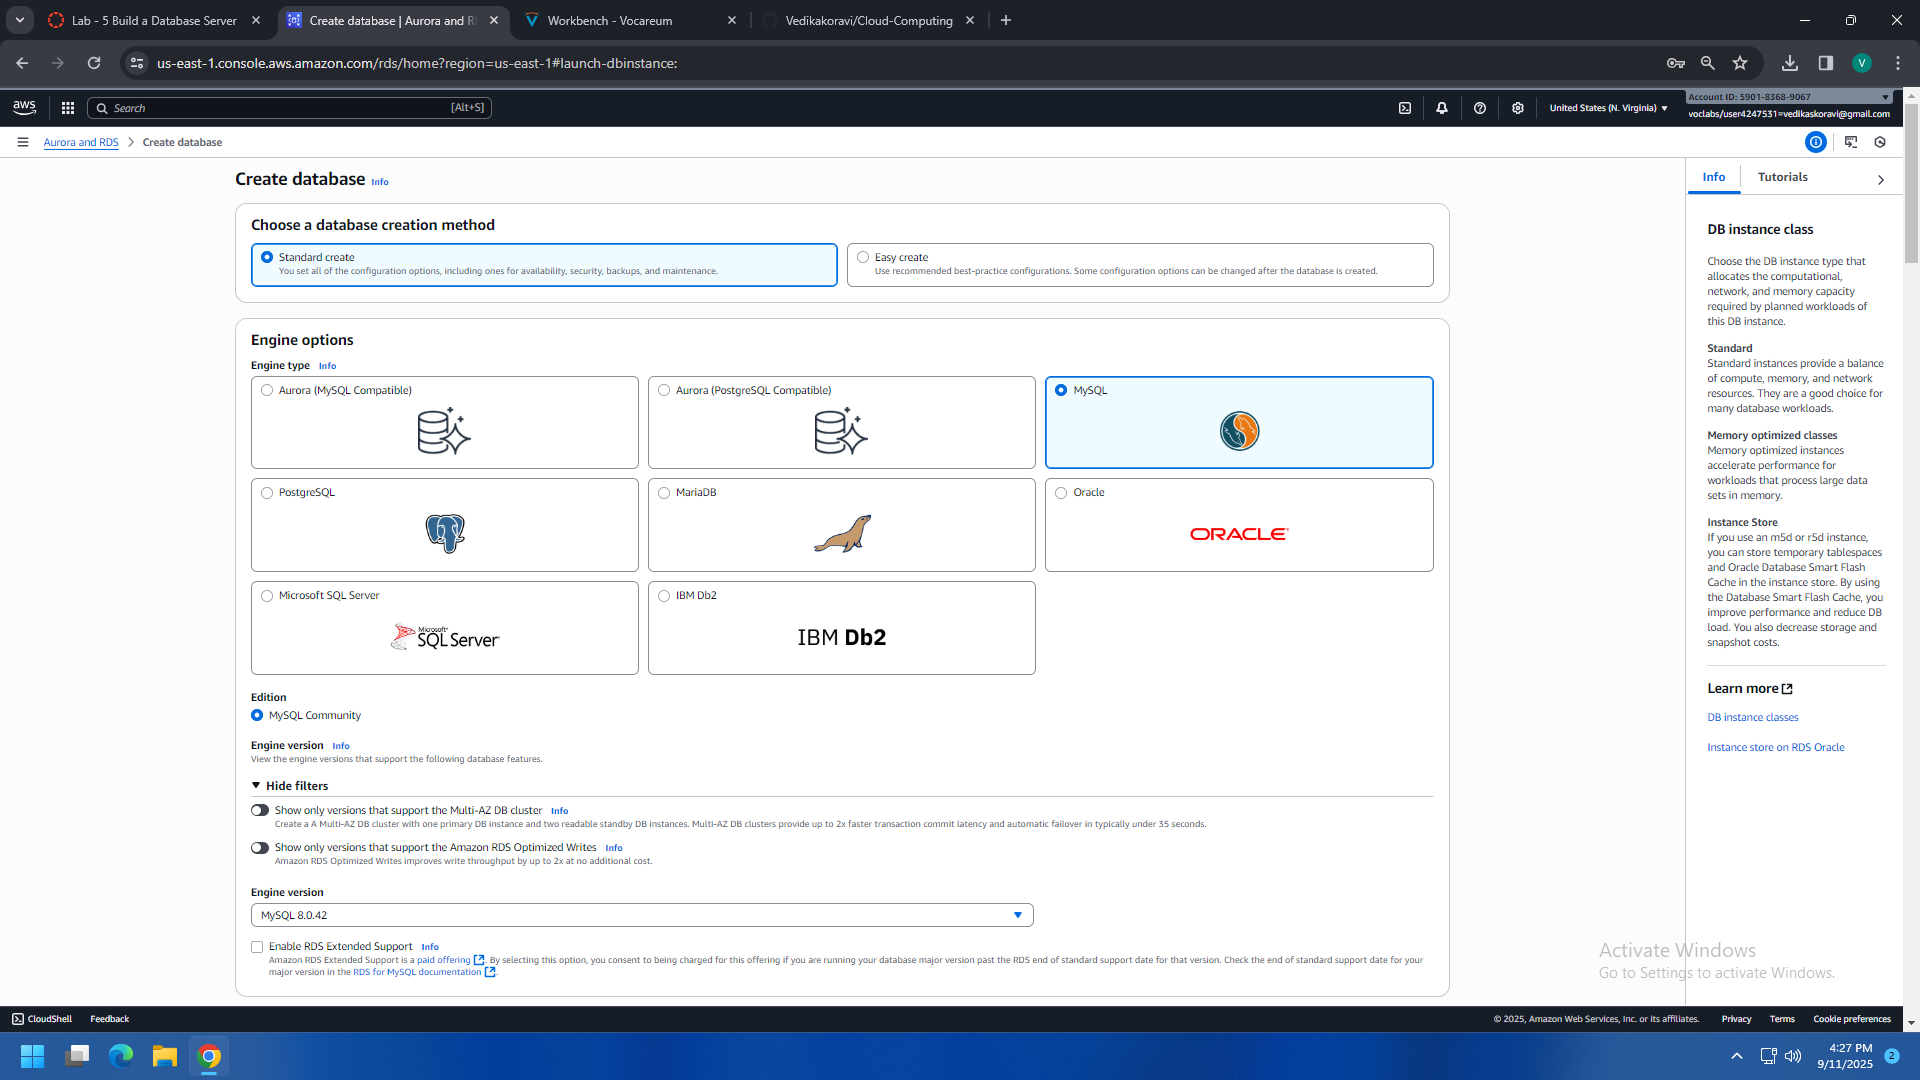 Lab - 5 Build a Database Server
Create database | Aurora and R
Workbench - Vocareum
Vedikakoravi/Cloud-Computing
us-east-1.console.aws.amazon.com/rds/home?region=us-east-1#launch-dbinstance:
V
aws
Search
[Alt+S]
United States (N. Virginia)
Account ID: 5901-8368-9067
voclabs/user4247531=vedikaskoravi@gmail.com
Aurora and RDS
Create database
Create database
Info
Choose a database creation method
Standard create
You set all of the configuration options, including ones for availability, security, backups, and maintenance.
Easy create
Use recommended best-practice configurations. Some configuration options can be changed after the database is created.
Engine options
Engine type Info
Aurora (MySQL Compatible)
Aurora (PostgreSQL Compatible)
MySQL
PostgreSQL
MariaDB
Oracle
ORACLE
Microsoft SQL Server
Microsoft SQL Server
IBM Db2
IBM Db2
Edition
MySQL Community
Engine version Info
View the engine versions that support the following database features.
Hide filters
Show only versions that support the Multi-AZ DB cluster Info
Create a A Multi-AZ DB cluster with one primary DB instance and two readable standby DB instances. Multi-AZ DB clusters provide up to 2x faster transaction commit latency and automatic failover in typically under 35 seconds.
Show only versions that support the Amazon RDS Optimized Writes Info
Amazon RDS Optimized Writes improves write throughput by up to 2x at no additional cost.
Engine version
MySQL 8.0.42
Enable RDS Extended Support Info
Amazon RDS Extended Support is a paid offering. By selecting this option, you consent to being charged for this offering if you are running your database major version past the RDS end of standard support date for that version. Check the end of standard support date for your
major version in the RDS for MySQL documentation.
Info
Tutorials
DB instance class
Choose the DB instance type that
allocates the computational,
network, and memory capacity
required by planned workloads of
this DB instance.
Standard
Standard instances provide a balance
of compute, memory, and network
resources. They are a good choice for
many database workloads.
Memory optimized classes
Memory optimized instances
accelerate performance for
workloads that process large data
sets in memory.
Instance Store
If you use an m5d or r5d instance,
you can store temporary tablespaces
and Oracle Database Smart Flash
Cache in the instance store. By using
the Database Smart Flash Cache, you
improve performance and reduce DB
load. You also decrease storage and
snapshot costs.
Learn more
DB instance classes
Instance store on RDS Oracle
Activate Windows
Go to Settings to activate Windows.
CloudShell
Feedback
© 2025, Amazon Web Services, Inc. or its affiliates.
Privacy
Terms
Cookie preferences
4:27 PM
9/11/2025
2